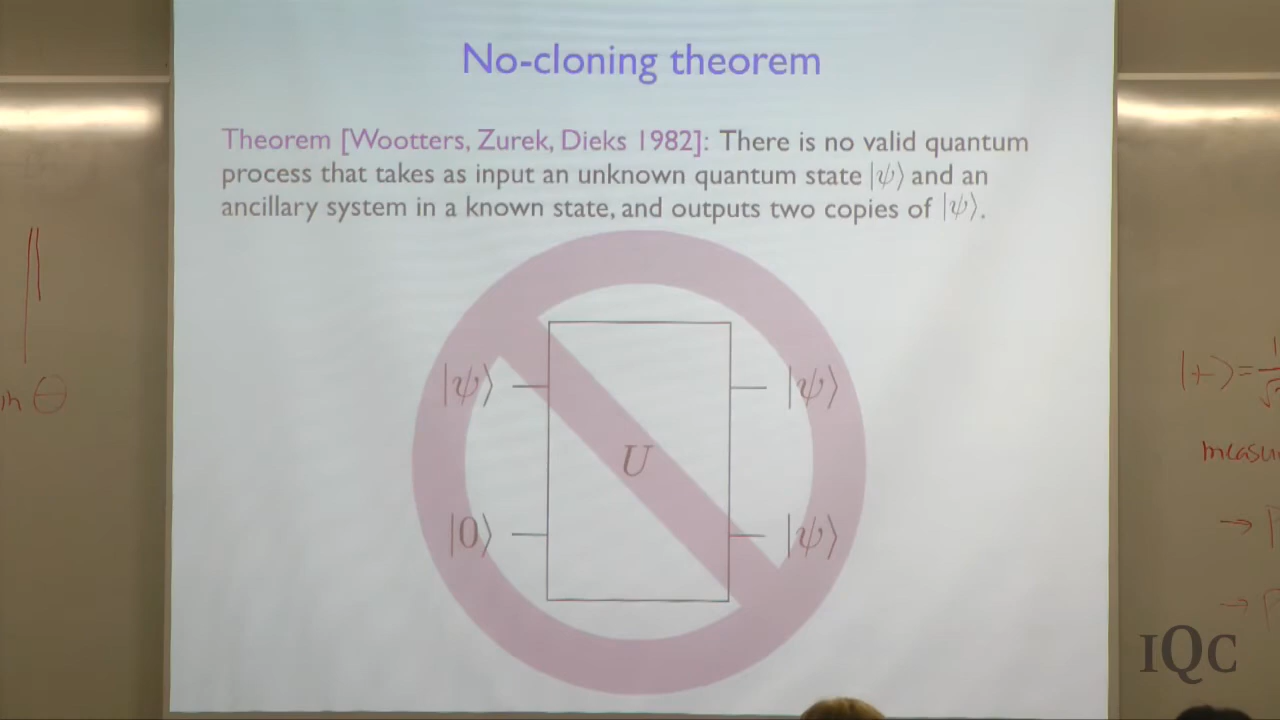 No-cloning theorem
Theorem [Wootters, Zurek, Dieks 1982]: There is no valid quantum
process that takes as input an unknown quantum state |ψ⟩ and an
ancillary system in a known state, and outputs two copies of |ψ⟩.
|ψ⟩ |ψ⟩
U
|0⟩ |ψ⟩
θ
|+⟩=
IQC